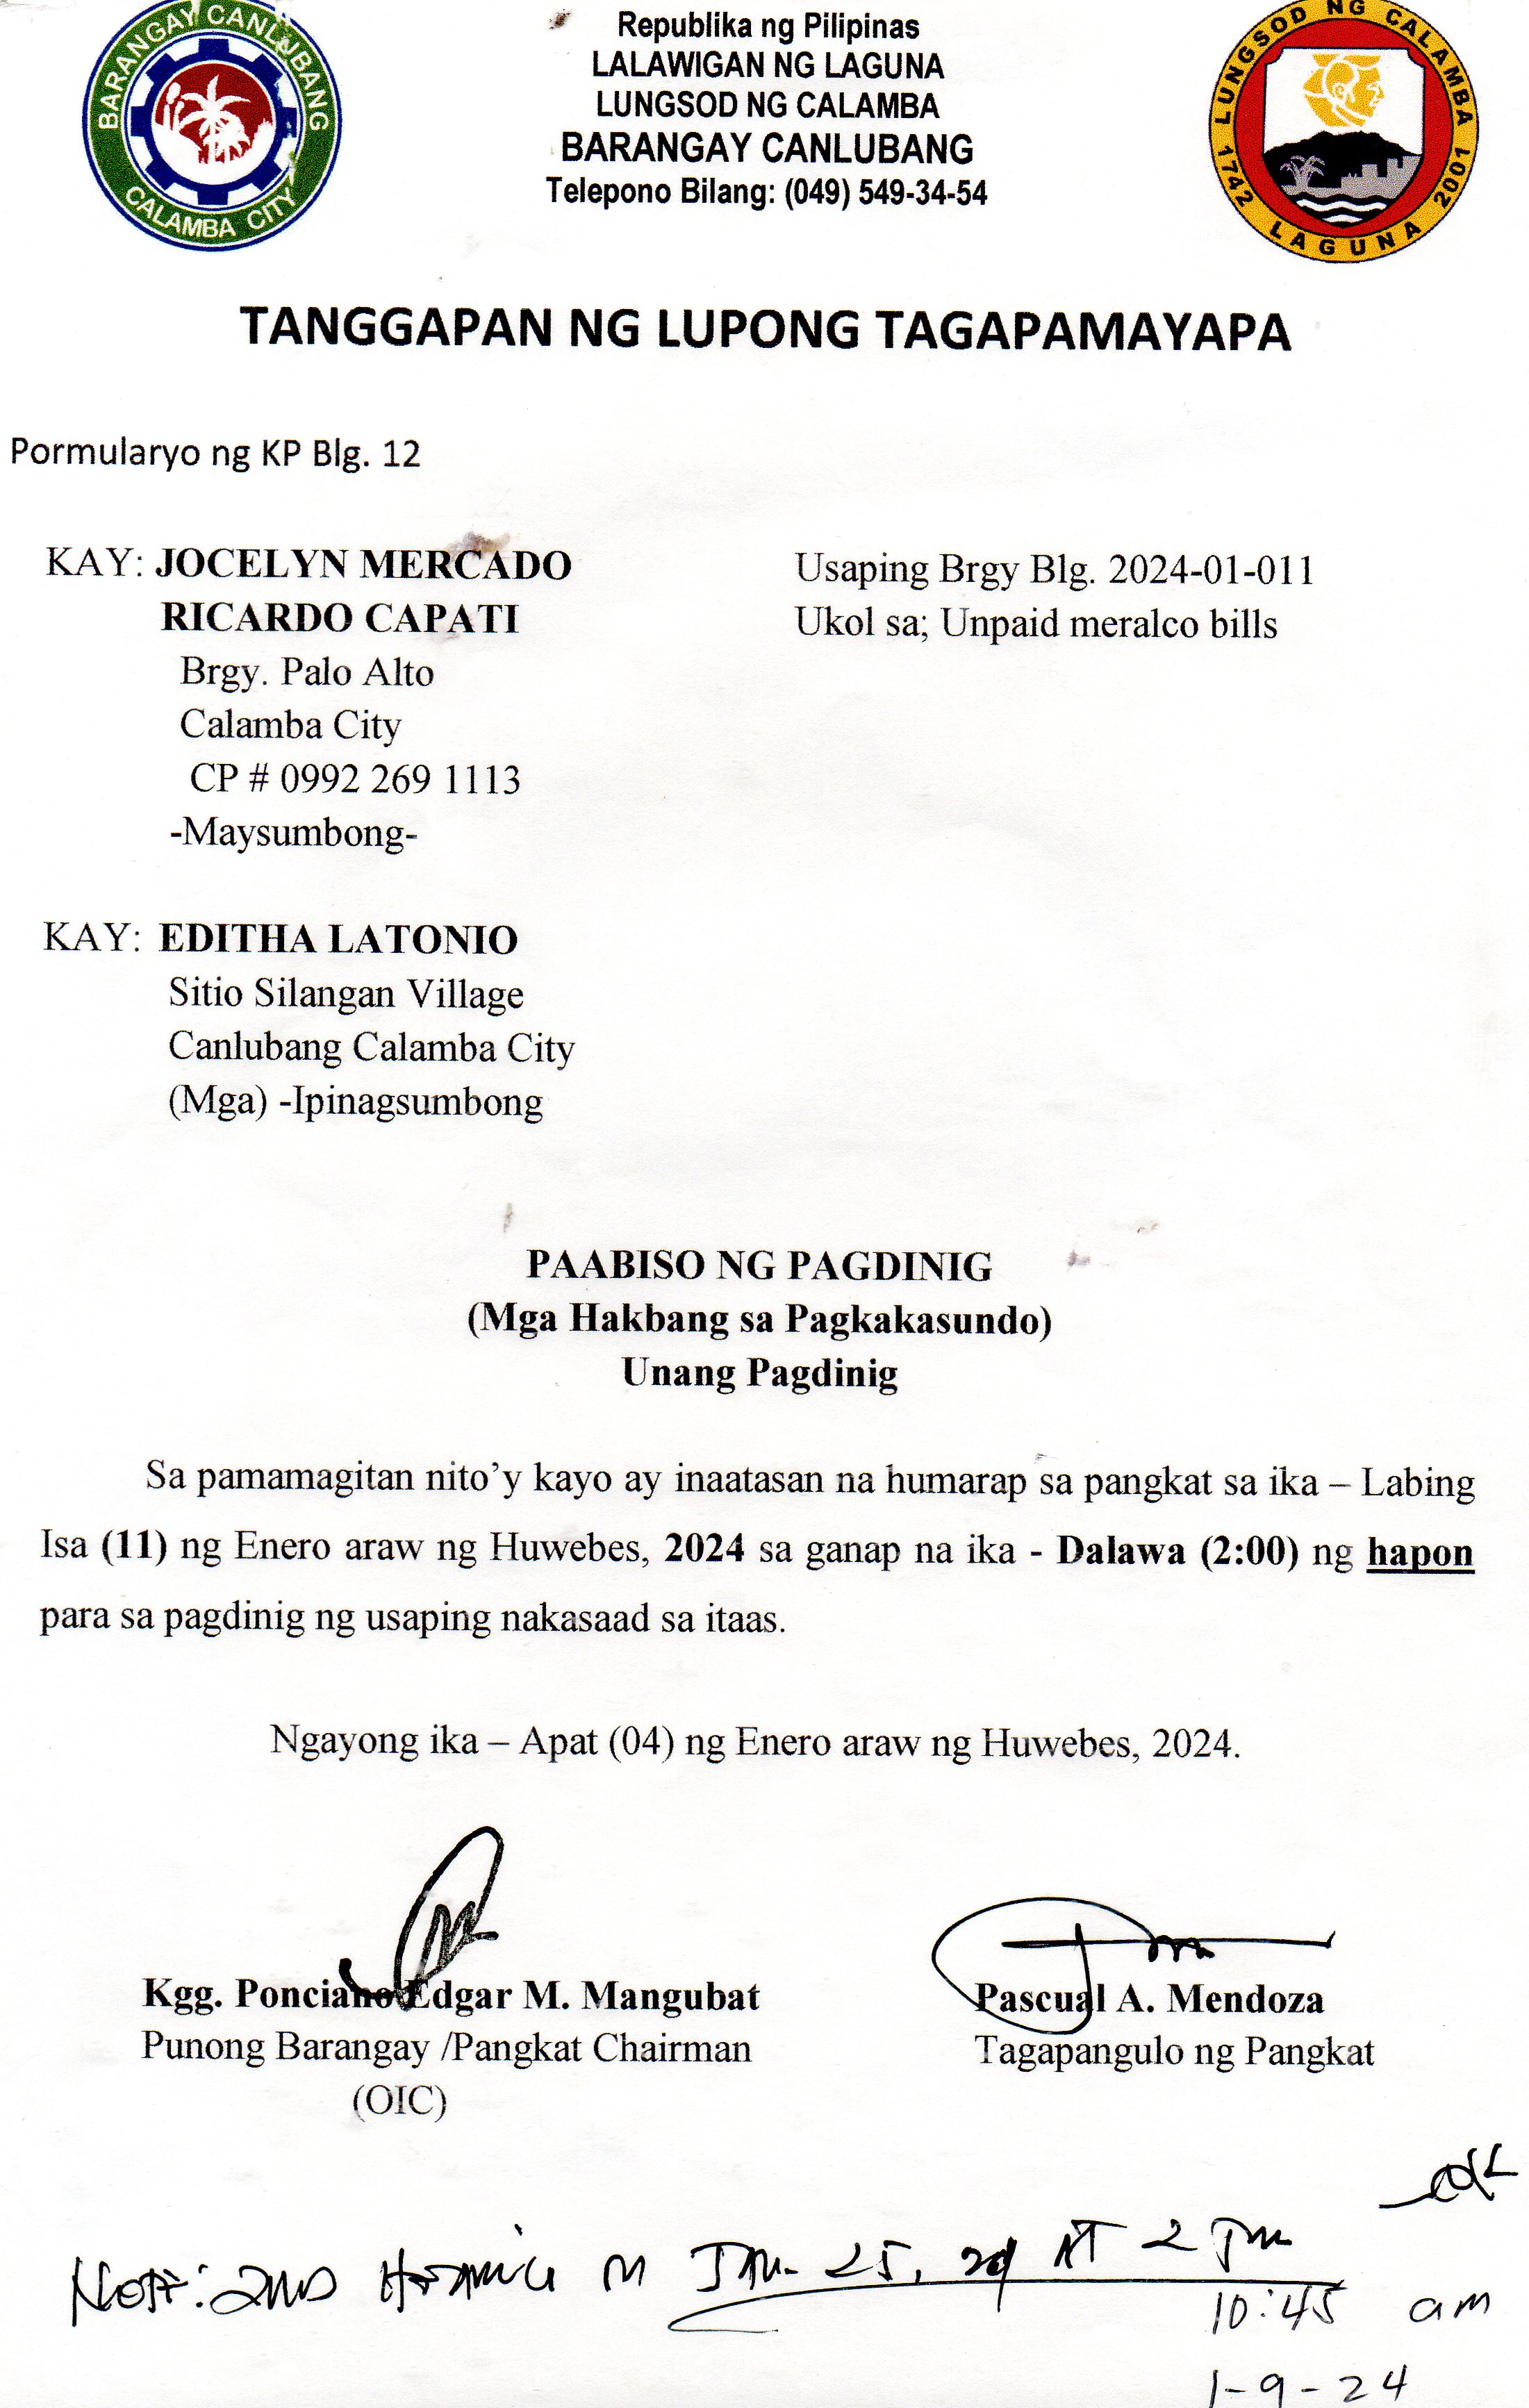 BARANGAY CANLUBANG
CALAMBA CITY
Republika ng Pilipinas
LALAWIGAN NG LAGUNA
LUNGSOD NG CALAMBA
BARANGAY CANLUBANG
Telepono Bilang: (049) 549-34-54
LUNGSOD NG CALAMBA
1742 LAGUNA 2001
TANGGAPAN NG LUPONG TAGAPAMAYAPA
Pormularyo ng KP Blg. 12
KAY: JOCELYN MERCADO
RICARDO CAPATI
Brgy. Palo Alto
Calamba City
CP # 0992 269 1113
-Maysumbong-
Usaping Brgy Blg. 2024-01-011
Ukol sa; Unpaid meralco bills
KAY: EDITHA LATONIO
Sitio Silangan Village
Canlubang Calamba City
(Mga) -Ipinagsumbong
PAABISO NG PAGDINIG
(Mga Hakbang sa Pagkakasundo)
Unang Pagdinig
Sa pamamagitan nito’y kayo ay inaatasan na humarap sa pangkat sa ika – Labing
Isa (11) ng Enero araw ng Huwebes, 2024 sa ganap na ika - Dalawa (2:00) ng hapon
para sa pagdinig ng usaping nakasaad sa itaas.
Ngayong ika – Apat (04) ng Enero araw ng Huwebes, 2024.
Kgg. Ponciano Edgar M. Mangubat
Punong Barangay /Pangkat Chairman
(OIC)
Pascual A. Mendoza
Tagapangulo ng Pangkat
NOTE: 2ND HEARING ON JAN. 25, 24 AT 2 PM
10:45 am
1-9-24